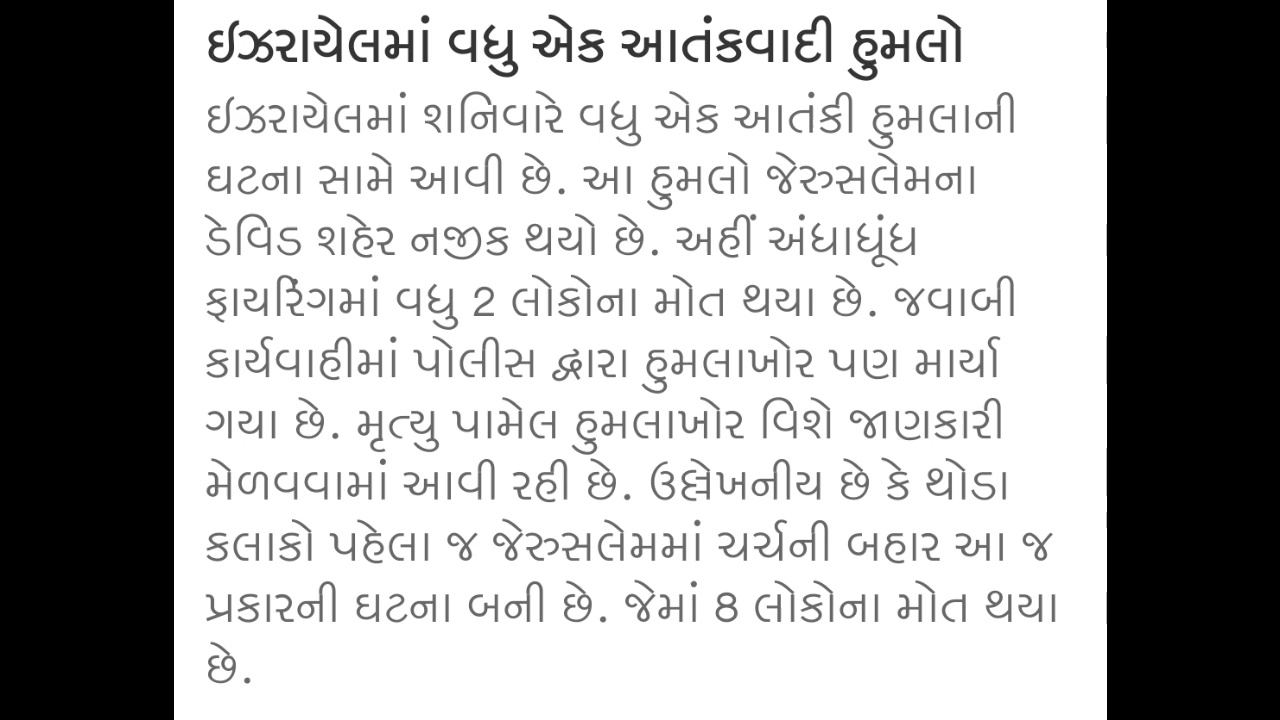 ઈઝરાયેલમાં વધુ એક આતંકવાદી હુમલો
ઈઝરાયેલમાં શનિવારે વધુ એક આતંકી હુમલાની
ઘટના સામે આવી છે. આ હુમલો જેરુસલેમના
ડેવિડ શહેર નજીક થયો છે. અહીં અંધાધૂંધ
ફાયરિંગમાં વધુ 2 લોકોના મોત થયા છે. જવાબી
કાર્યવાહીમાં પોલીસ દ્વારા હુમલાખોર પણ માર્યા
ગયા છે. મૃત્યુ પામેલ હુમલાખોર વિશે જાણકારી
મેળવવામાં આવી રહી છે. ઉલ્લેખનીય છે કે થોડા
કલાકો પહેલા જ જેરુસલેમમાં ચર્ચની બહાર આ જ
પ્રકારની ઘટના બની છે. જેમાં 8 લોકોના મોત થયા
છે.